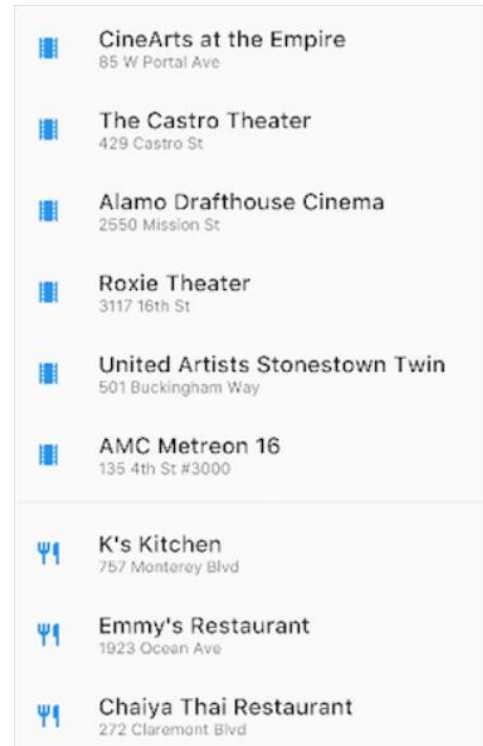 CineArts at the Empire
85 W Portal Ave
The Castro Theater
429 Castro St
Alamo Drafthouse Cinema
2550 Mission St
Roxie Theater
3117 16th St
United Artists Stonestown Twin
501 Buckingham Way
AMC Metreon 16
135 4th St #3000
K's Kitchen
757 Monterey Blvd
Emmy's Restaurant
1923 Ocean Ave
Chaiya Thai Restaurant
272 Claremont Blvd